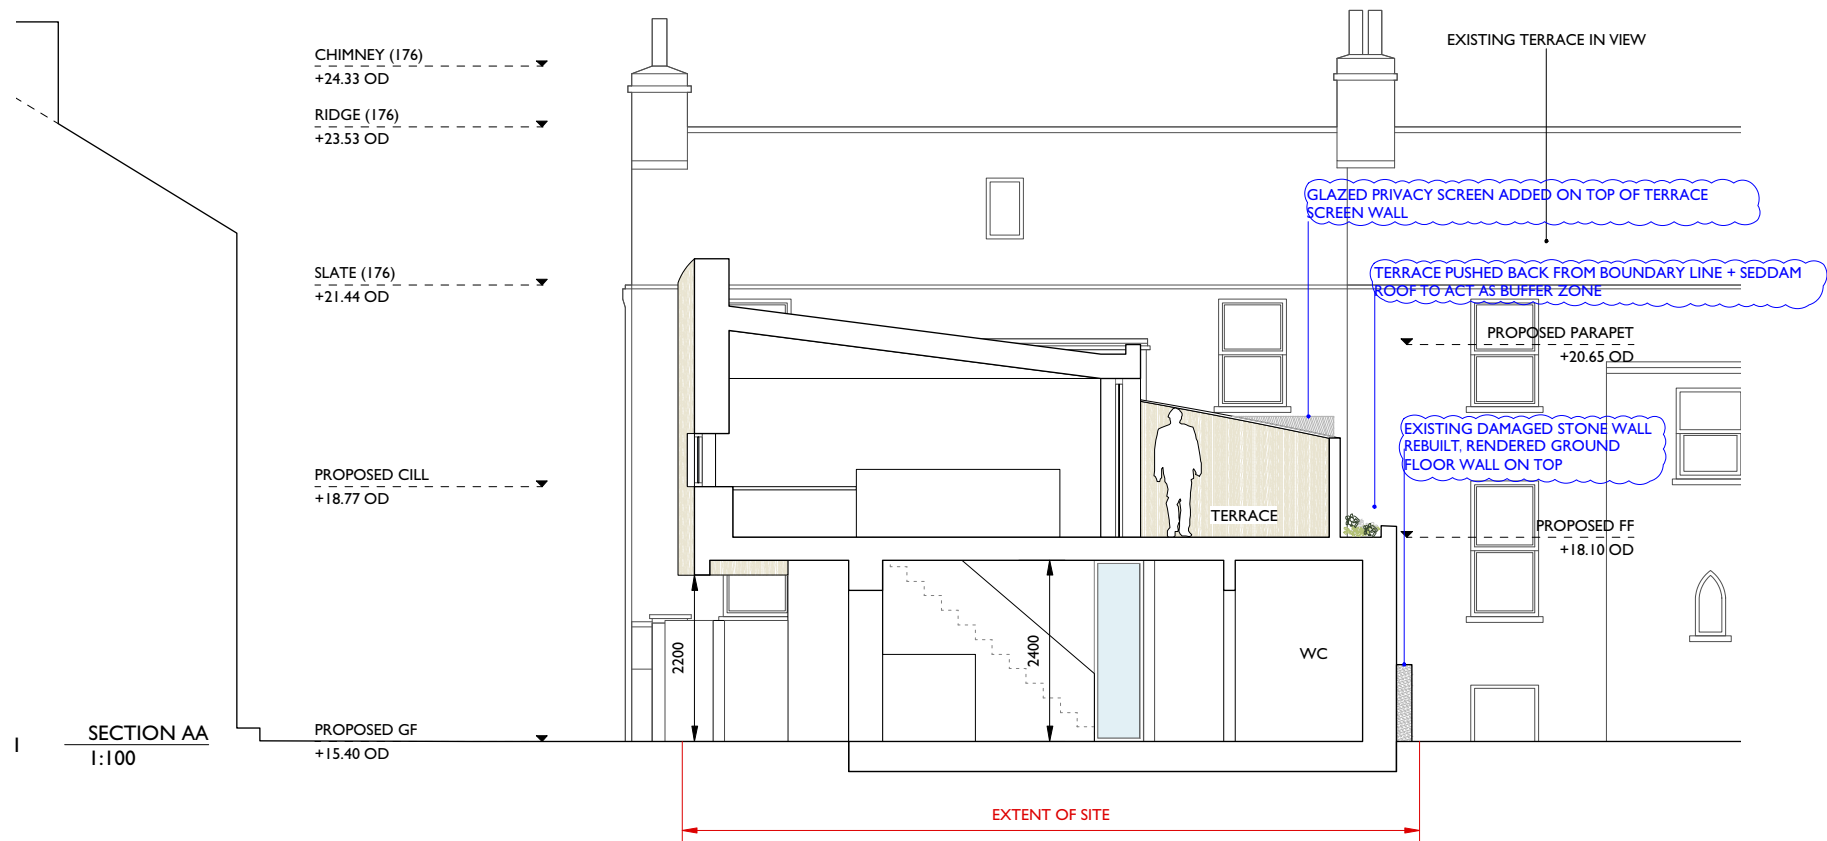 CHIMNEY (176)
+24.33 OD
RIDGE (176)
+23.53 OD
SLATE (176)
+21.44 OD
PROPOSED CILL
+18.77 OD
PROPOSED GF
+15.40 OD
EXISTING TERRACE IN VIEW
GLAZED PRIVACY SCREEN ADDED ON TOP OF TERRACE
SCREEN WALL
TERRACE PUSHED BACK FROM BOUNDARY LINE + SEDDAM
ROOF TO ACT AS BUFFER ZONE
PROPOSED PARAPET
+20.65 OD
EXISTING DAMAGED STONE WALL
REBUILT, RENDERED GROUND
FLOOR WALL ON TOP
PROPOSED FF
+18.10 OD
TERRACE
WC
2200
2400
1
SECTION AA
1:100
EXTENT OF SITE